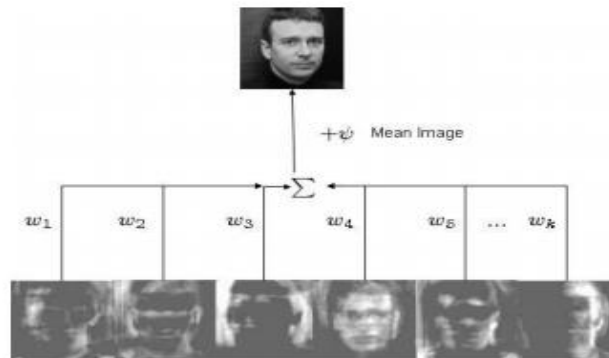 +ψ Mean Image
Σ
w₁ w₂ w₃ w₄ w₅ ... wₖ